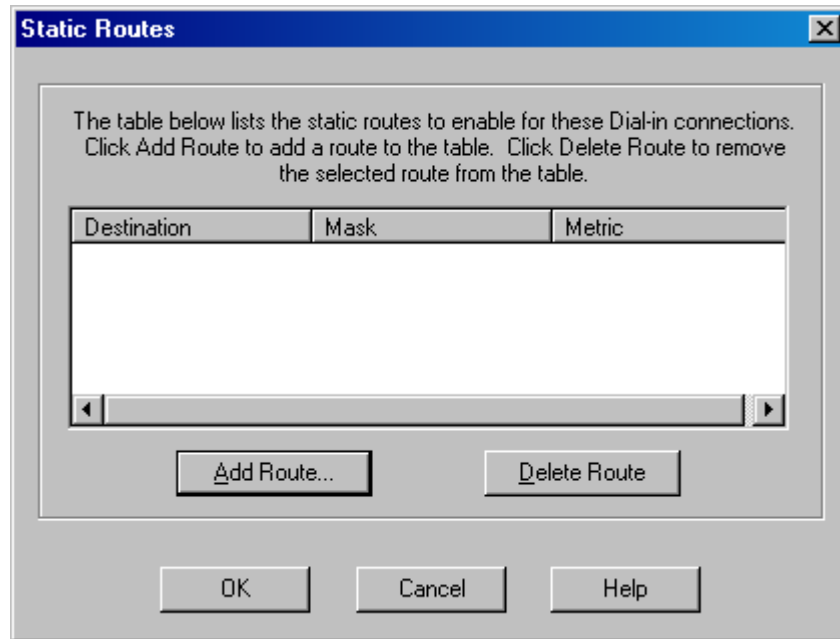 Static Routes
The table below lists the static routes to enable for these Dial-in connections.
Click Add Route to add a route to the table.  Click Delete Route to remove
the selected route from the table.
Destination Mask Metric
Add Route... Delete Route
OK Cancel Help